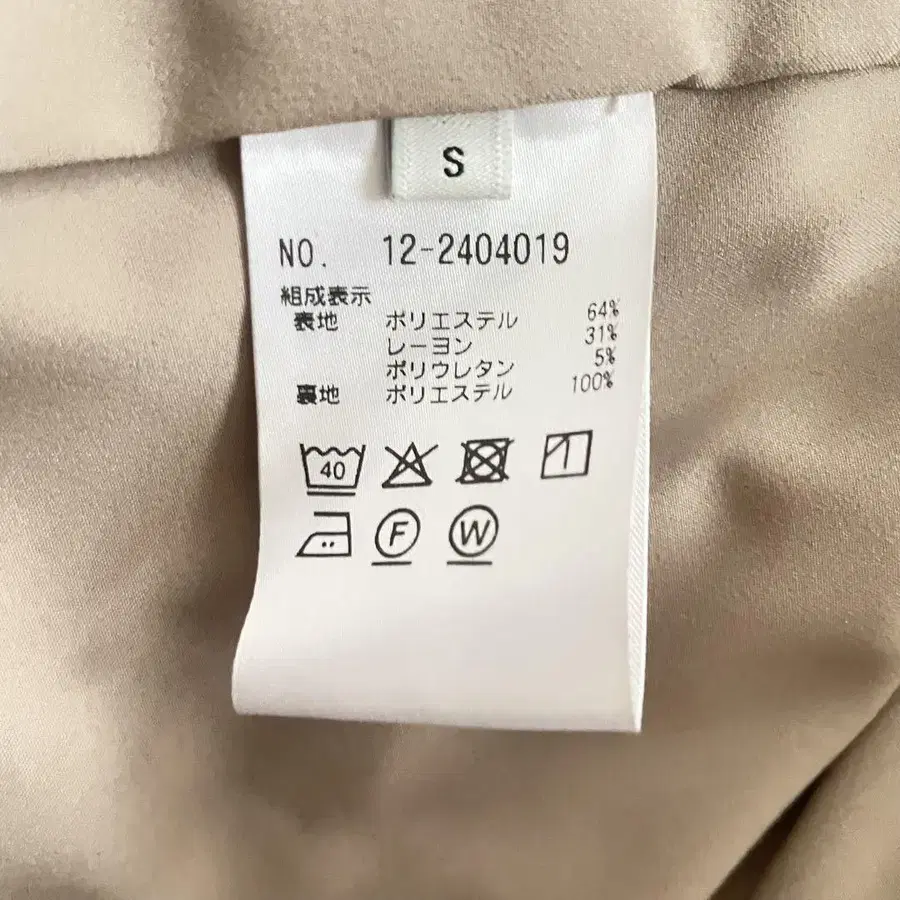 S
NO. 12-2404019
組成表示
表地 ポリエステル 64%
レーヨン 31%
ポリウレタン 5%
裏地 ポリエステル 100%
40
F W